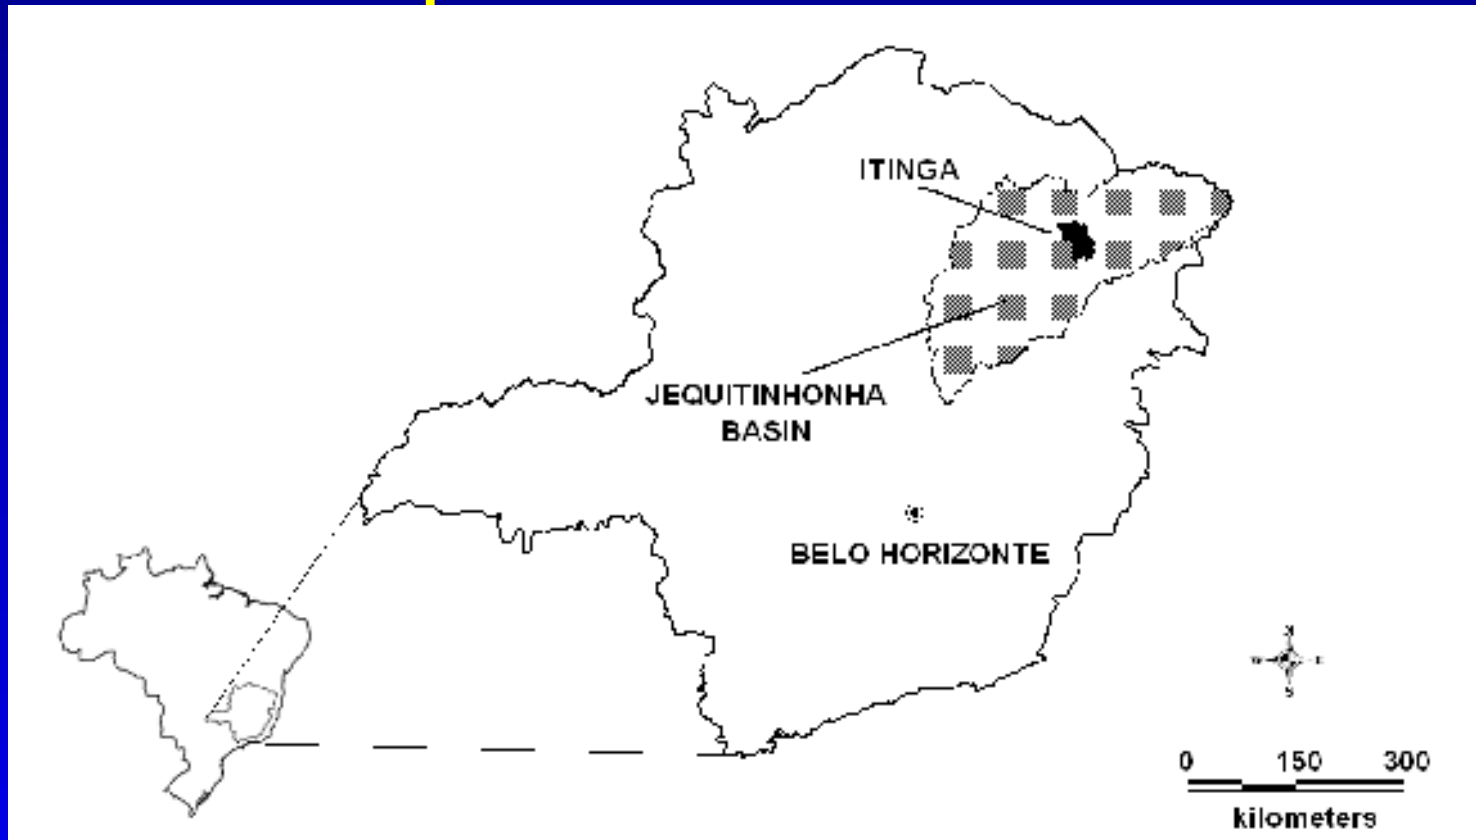 ITINGA
JEQUITINHONHA
BASIN
BELO HORIZONTE
N
W E
S
0 150 300
kilometers